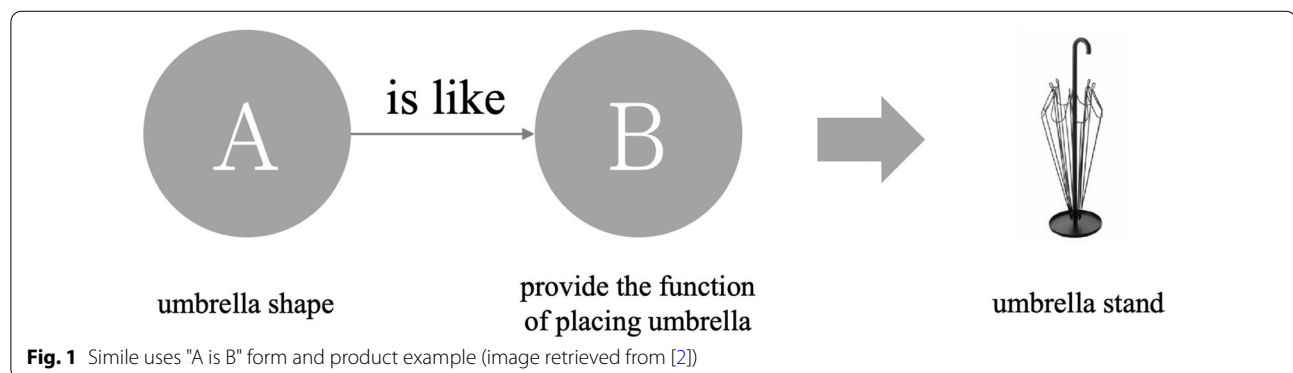 A
is like
B
umbrella shape
provide the function
of placing umbrella
umbrella stand
Fig. 1 Simile uses "A is B" form and product example (image retrieved from [2])